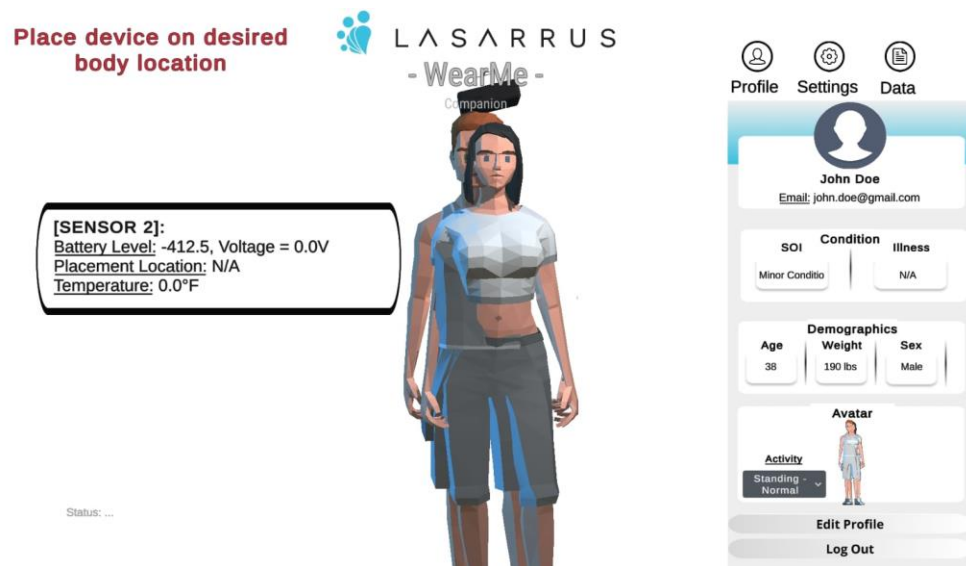 Place device on desired
body location
LASARRUS
- WearMe -
Companion
[SENSOR 2]:
Battery Level: -412.5, Voltage = 0.0V
Placement Location: N/A
Temperature: 0.0°F
Status: ...
Profile Settings Data
John Doe
Email: john.doe@gmail.com
Condition
SOI Illness
Minor Conditio N/A
Demographics
Age Weight Sex
38 190 lbs Male
Avatar
Activity
Standing -
Normal
Edit Profile
Log Out